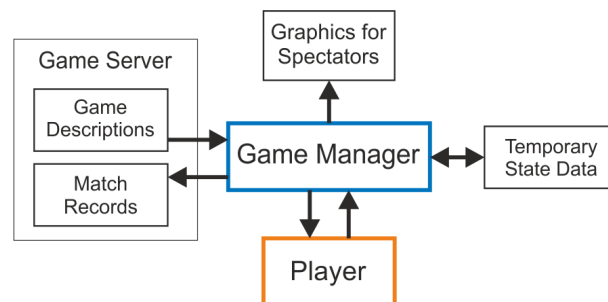 Graphics for
Spectators
Game Server
Game
Descriptions
Game Manager
Temporary
State Data
Match
Records
Player